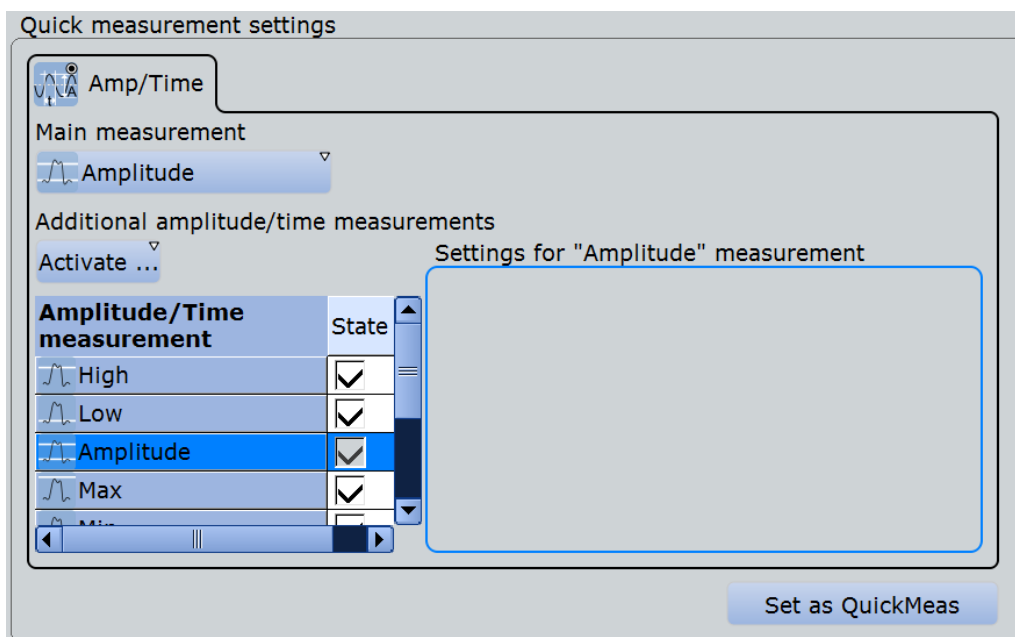 Quick measurement settings
Amp/Time
Main measurement
Amplitude
Additional amplitude/time measurements
Activate ...
Settings for "Amplitude" measurement
Amplitude/Time
measurement
State
High
Low
Amplitude
Max
Min
Set as QuickMeas